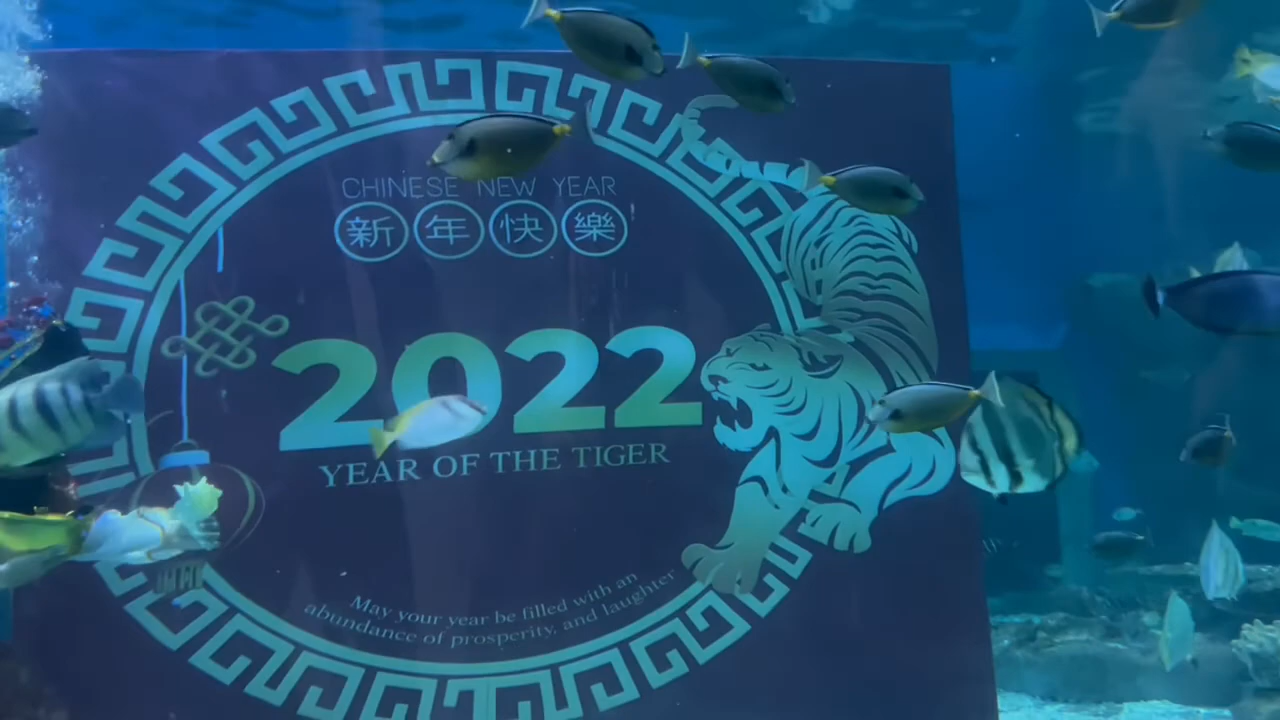 CHINESE NEW YEAR
新年快樂
2022
YEAR OF THE TIGER
May your year be filled with an
abundance of prosperity, and laughter